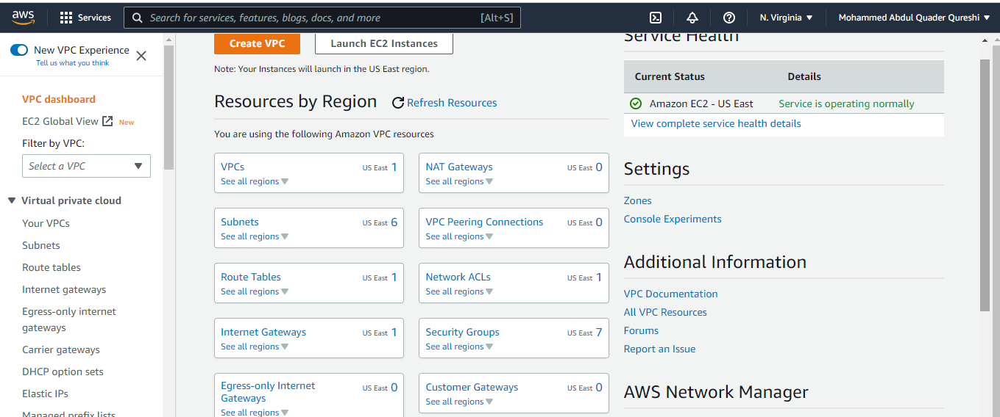 aws
Services
Search for services, features, blogs, docs, and more
[Alt+S]
N. Virginia
Mohammed Abdul Quader Qureshi
New VPC Experience
Tell us what you think
VPC dashboard
EC2 Global View
New
Filter by VPC:
Select a VPC
Virtual private cloud
Your VPCs
Subnets
Route tables
Internet gateways
Egress-only internet
gateways
Carrier gateways
DHCP option sets
Elastic IPs
Managed prefix lists
Create VPC
Launch EC2 Instances
Note: Your Instances will launch in the US East region.
Resources by Region
Refresh Resources
You are using the following Amazon VPC resources
VPCs
US East 1
See all regions
NAT Gateways
US East 0
See all regions
Subnets
US East 6
See all regions
VPC Peering Connections
US East 0
See all regions
Route Tables
US East 1
See all regions
Network ACLs
US East 1
See all regions
Internet Gateways
US East 1
See all regions
Security Groups
US East 7
See all regions
Egress-only Internet
Gateways
US East 0
See all regions
Customer Gateways
US East 0
See all regions
Service Health
Current Status
Details
Amazon EC2 - US East
Service is operating normally
View complete service health details
Settings
Zones
Console Experiments
Additional Information
VPC Documentation
All VPC Resources
Forums
Report an Issue
AWS Network Manager